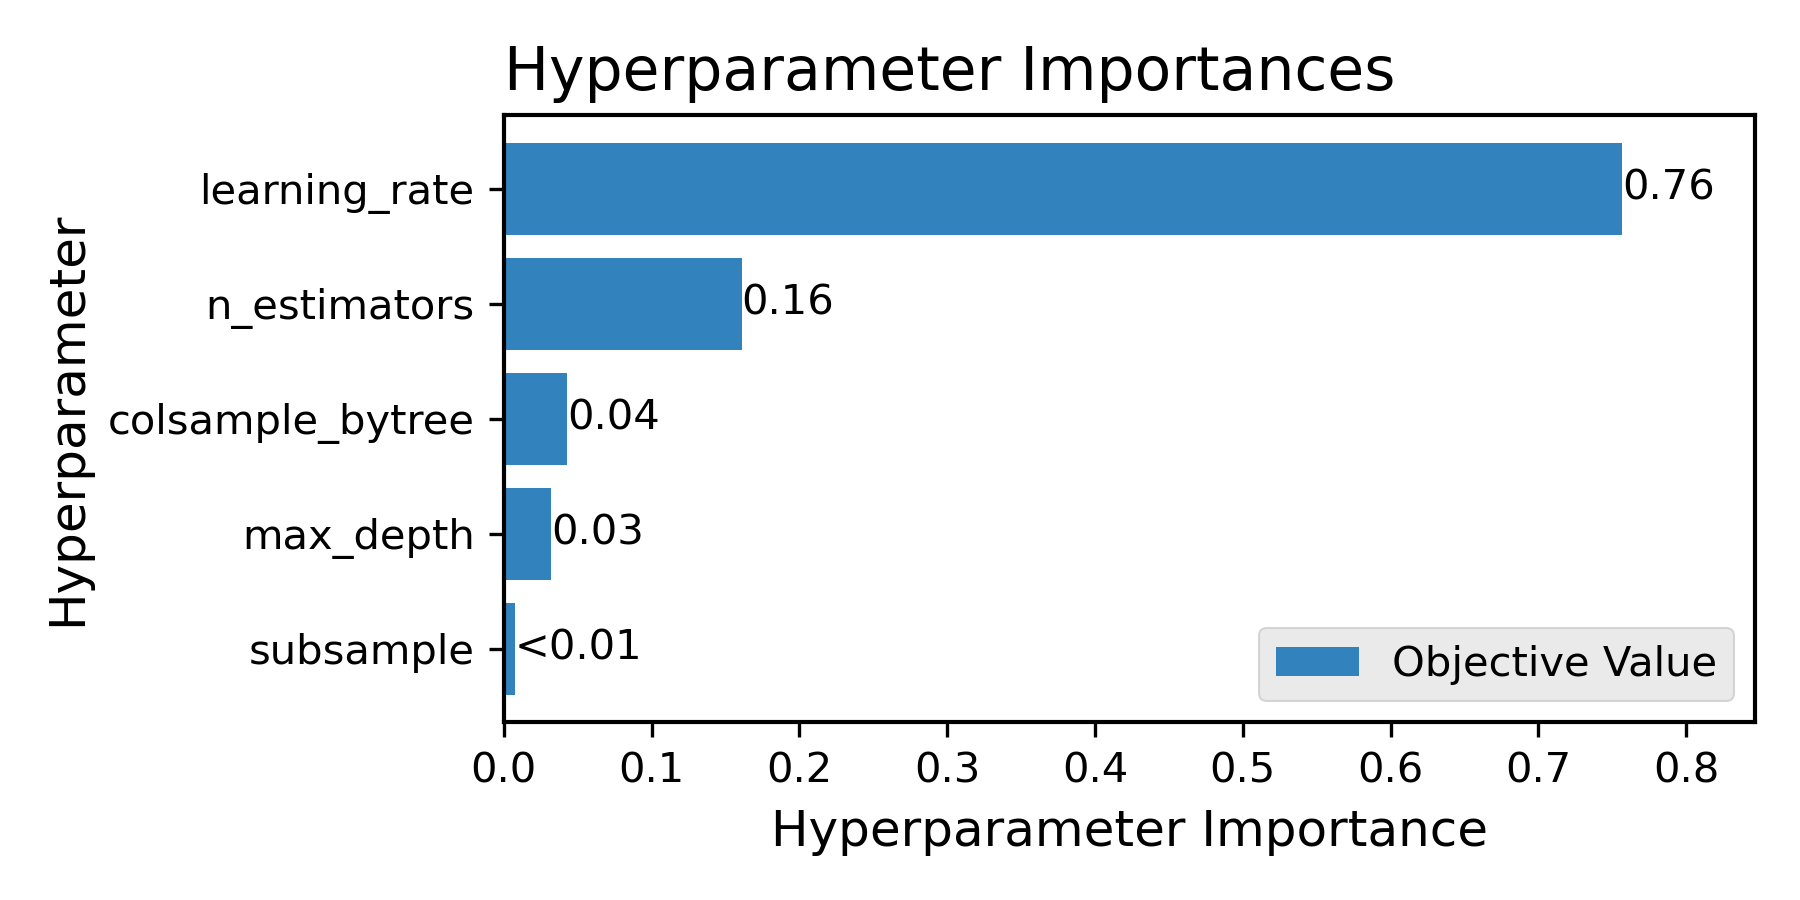 Hyperparameter Importances
Hyperparameter
learning_rate
0.76
n_estimators
0.16
colsample_bytree
0.04
max_depth
0.03
subsample
<0.01
Objective Value
0.0 0.1 0.2 0.3 0.4 0.5 0.6 0.7 0.8
Hyperparameter Importance